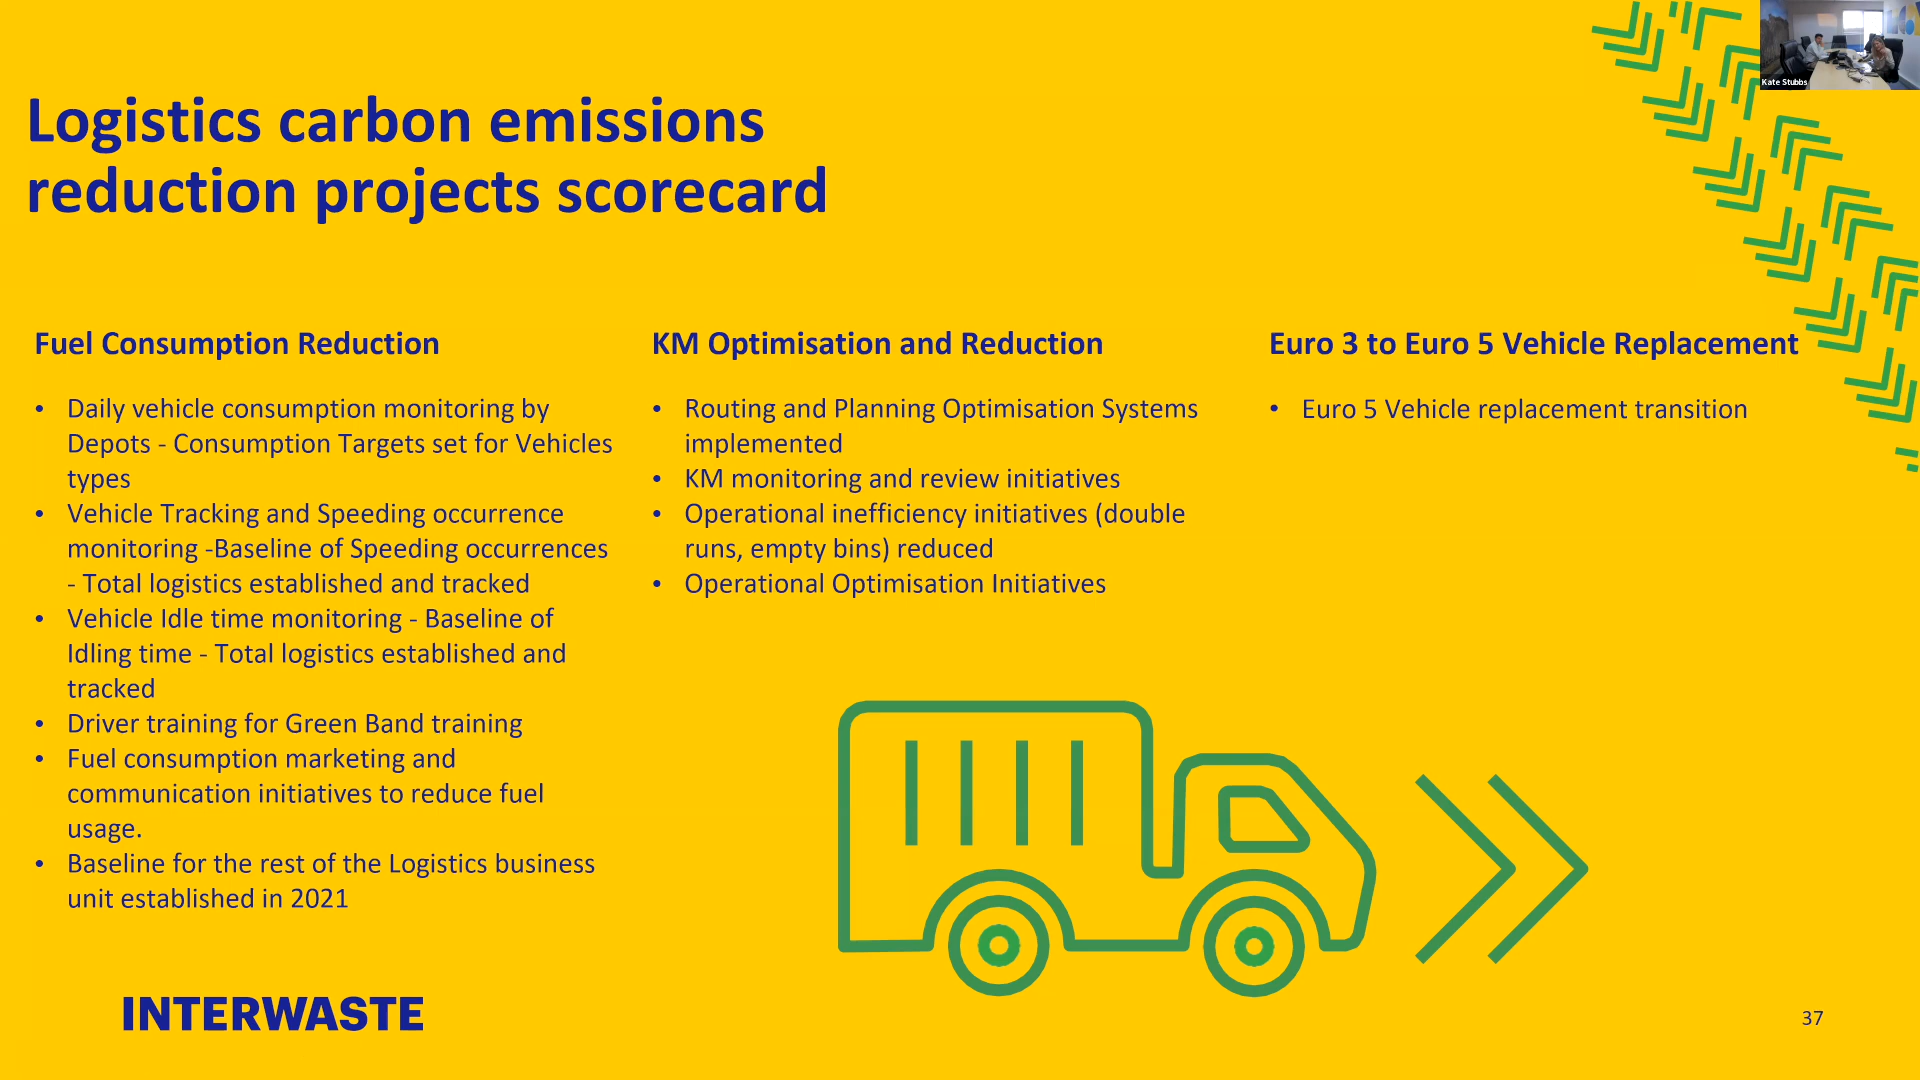 Kate Stubbs
Logistics carbon emissions
reduction projects scorecard
Fuel Consumption Reduction
• Daily vehicle consumption monitoring by
Depots - Consumption Targets set for Vehicles
types
• Vehicle Tracking and Speeding occurrence
monitoring -Baseline of Speeding occurrences
- Total logistics established and tracked
• Vehicle Idle time monitoring - Baseline of
Idling time - Total logistics established and
tracked
• Driver training for Green Band training
• Fuel consumption marketing and
communication initiatives to reduce fuel
usage.
• Baseline for the rest of the Logistics business
unit established in 2021
KM Optimisation and Reduction
• Routing and Planning Optimisation Systems
implemented
• KM monitoring and review initiatives
• Operational inefficiency initiatives (double
runs, empty bins) reduced
• Operational Optimisation Initiatives
Euro 3 to Euro 5 Vehicle Replacement
• Euro 5 Vehicle replacement transition
INTERWASTE
37